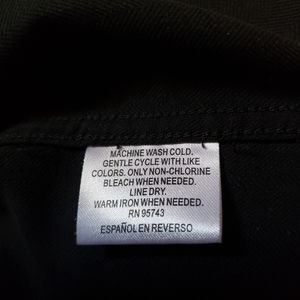 MACHINE WASH COLD.
GENTLE CYCLE WITH LIKE
COLORS. ONLY NON-CHLORINE
BLEACH WHEN NEEDED.
LINE DRY.
WARM IRON WHEN NEEDED.
RN 95743
ESPAÑOL EN REVERSO